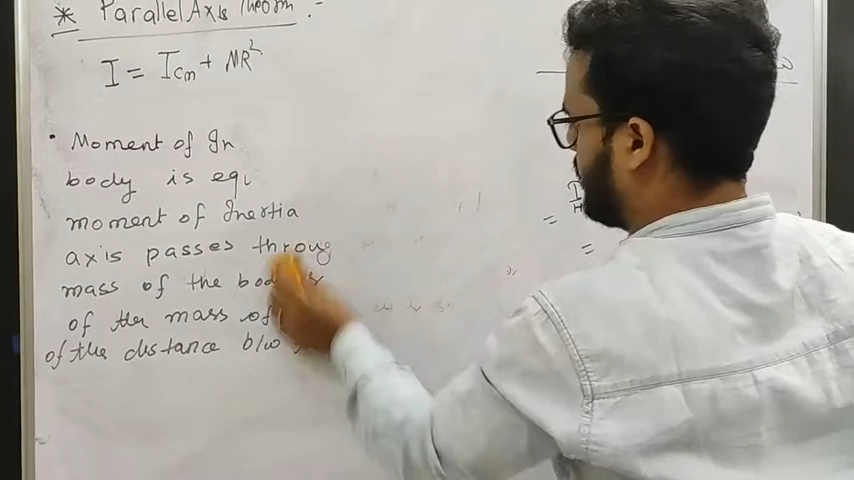 * Parallel Axis Theorem :-
I = Icm + MR²
• Moment of In
body is equ
moment of Inertia
axis passes throug
mass of the bod
of the mass of
of the distance b/w